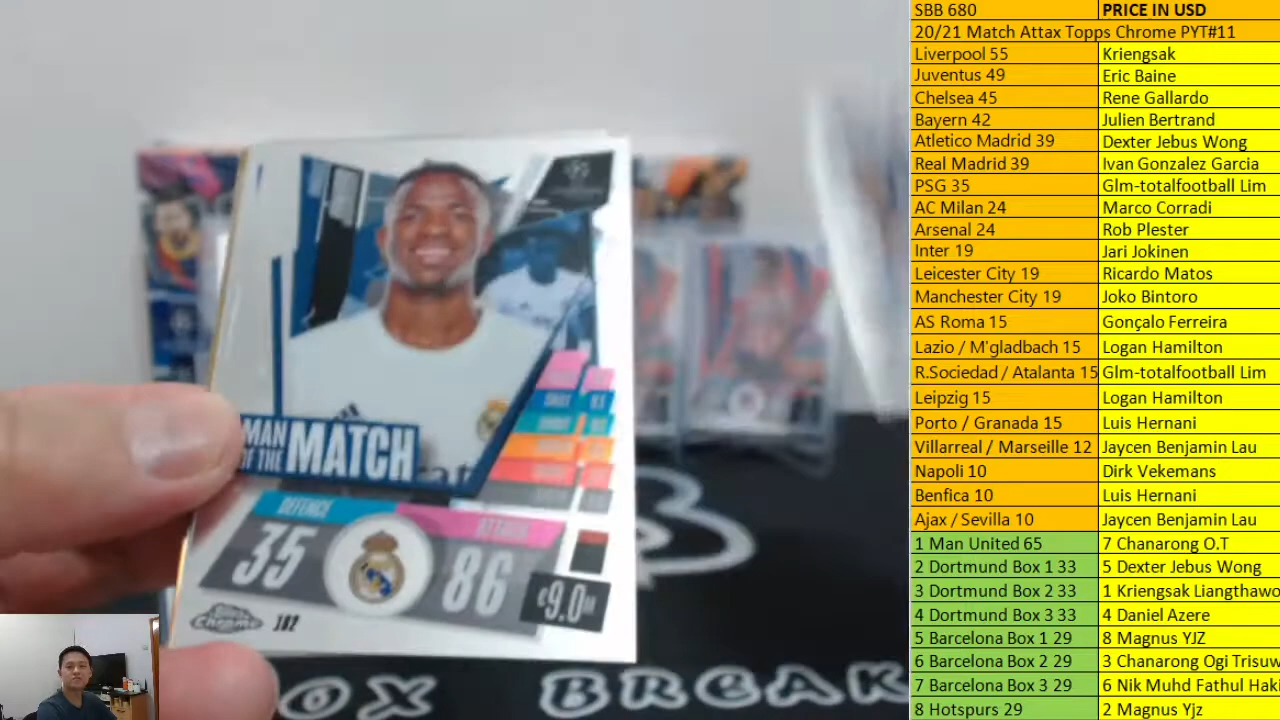 MAN OF THE MATCH
DEFENCE
ATTACK
35
86
€9.0M
Topps Chrome
OX BREAK
SBB 680 PRICE IN USD
20/21 Match Attax Topps Chrome PYT#11
Liverpool 55 Kriengsak
Juventus 49 Eric Baine
Chelsea 45 Rene Gallardo
Bayern 42 Julien Bertrand
Atletico Madrid 39 Dexter Jebus Wong
Real Madrid 39 Ivan Gonzalez Garcia
PSG 35 Glm-totalfootball Lim
AC Milan 24 Marco Corradi
Arsenal 24 Rob Plester
Inter 19 Jari Jokinen
Leicester City 19 Ricardo Matos
Manchester City 19 Joko Bintoro
AS Roma 15 Gonçalo Ferreira
Lazio / M'gladbach 15 Logan Hamilton
R.Sociedad / Atalanta 15 Glm-totalfootball Lim
Leipzig 15 Logan Hamilton
Porto / Granada 15 Luis Hernani
Villarreal / Marseille 12 Jaycen Benjamin Lau
Napoli 10 Dirk Vekemans
Benfica 10 Luis Hernani
Ajax / Sevilla 10 Jaycen Benjamin Lau
1 Man United 65 7 Chanarong O.T
2 Dortmund Box 1 33 5 Dexter Jebus Wong
3 Dortmund Box 2 33 1 Kriengsak Liangthawo
4 Dortmund Box 3 33 4 Daniel Azere
5 Barcelona Box 1 29 8 Magnus YJZ
6 Barcelona Box 2 29 3 Chanarong Ogi Trisuw
7 Barcelona Box 3 29 6 Nik Muhd Fathul Haki
8 Hotspurs 29 2 Magnus Yjz